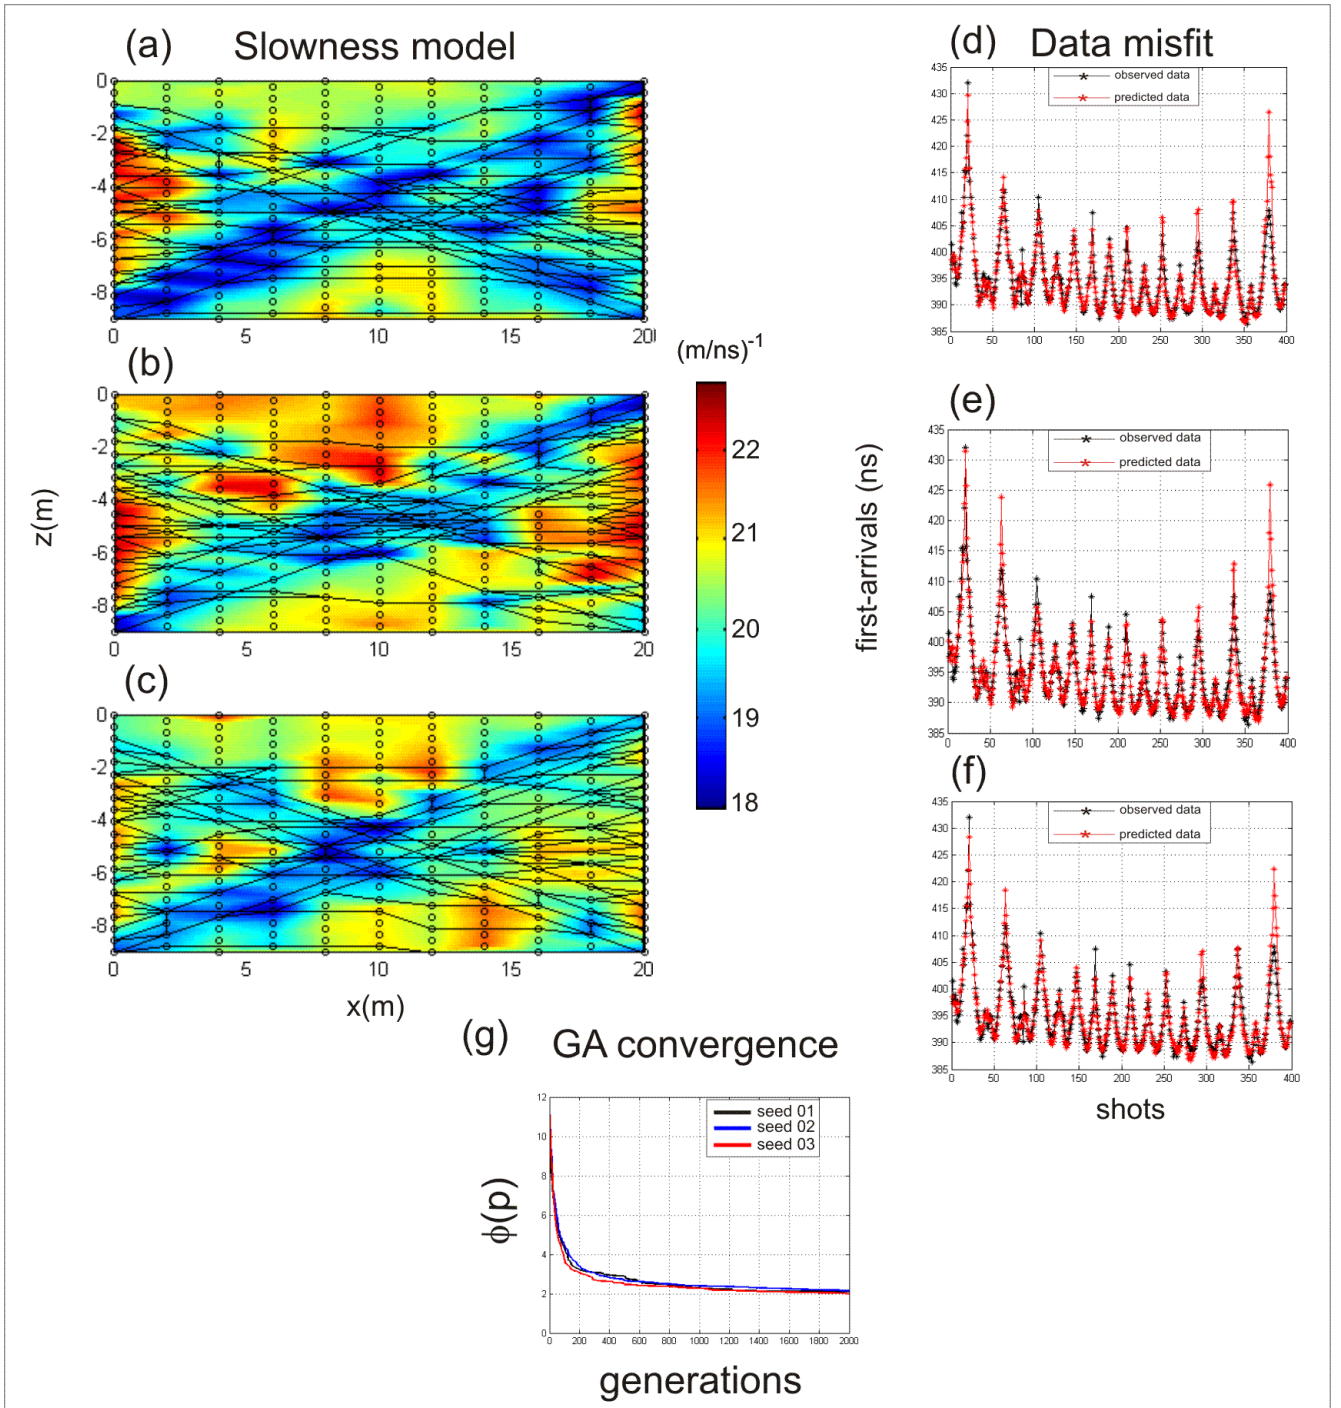 (a) Slowness model
0
-2
-4
-6
-8
0 5 10 15 20
(b)
0
-2
-4
-6
-8
0 5 10 15 20
z(m)
(c)
0
-2
-4
-6
-8
0 5 10 15 20
x(m)
(m/ns)-1
22
21
20
19
18
(d) Data misfit
observed data
predicted data
435
430
425
420
415
410
405
400
395
390
385
0 50 100 150 200 250 300 350 400
(e)
observed data
predicted data
435
430
425
420
415
410
405
400
395
390
385
0 50 100 150 200 250 300 350 400
first-arrivals (ns)
(f)
observed data
predicted data
435
430
425
420
415
410
405
400
395
390
385
0 50 100 150 200 250 300 350 400
shots
(g) GA convergence
seed 01
seed 02
seed 03
12
10
8
6
4
2
0
0 200 400 600 800 1000 1200 1400 1600 1800 2000
ϕ(p)
generations